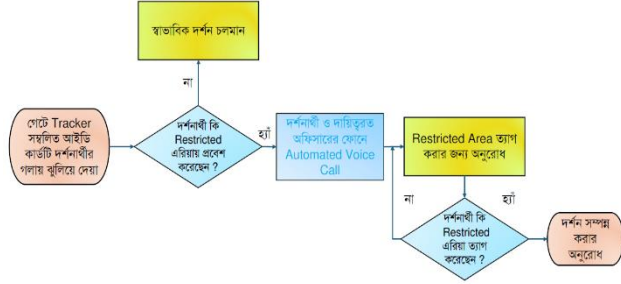 স্বাভাবিক দর্শন চলমান
না
গেটে Tracker
সম্বলিত আইডি
কার্ডটি দর্শনার্থীর
গলায় ঝুলিয়ে দেয়া
দর্শনার্থী কি
Restricted
এরিয়ায় প্রবেশ
করেছেন ?
হ্যাঁ
দর্শনার্থী ও দায়িত্বরত
অফিসারের ফোনে
Automated Voice
Call
Restricted Area ত্যাগ
করার জন্য অনুরোধ
না
হ্যাঁ
দর্শনার্থী কি
Restricted
এরিয়া ত্যাগ
করেছেন ?
দর্শন সম্পন্ন
করার
অনুরোধ